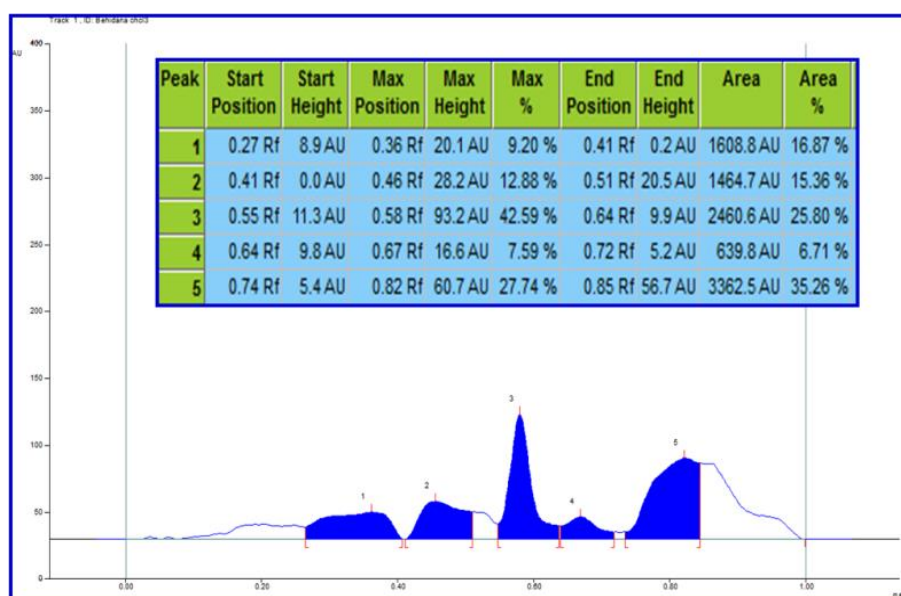 Track 1 , ID: Behidana chcl3
AU
Peak Start Position Start Height Max Position Max Height Max % End Position End Height Area Area %
1 0.27 Rf 8.9 AU 0.36 Rf 20.1 AU 9.20 % 0.41 Rf 0.2 AU 1608.8 AU 16.87 %
2 0.41 Rf 0.0 AU 0.46 Rf 28.2 AU 12.88 % 0.51 Rf 20.5 AU 1464.7 AU 15.36 %
3 0.55 Rf 11.3 AU 0.58 Rf 93.2 AU 42.59 % 0.64 Rf 9.9 AU 2460.6 AU 25.80 %
4 0.64 Rf 9.8 AU 0.67 Rf 16.6 AU 7.59 % 0.72 Rf 5.2 AU 639.8 AU 6.71 %
5 0.74 Rf 5.4 AU 0.82 Rf 60.7 AU 27.74 % 0.85 Rf 56.7 AU 3362.5 AU 35.26 %
400
350
300
250
200
150
100
50
0
1
2
3
4
5
0.00 0.20 0.40 0.60 0.80 1.00